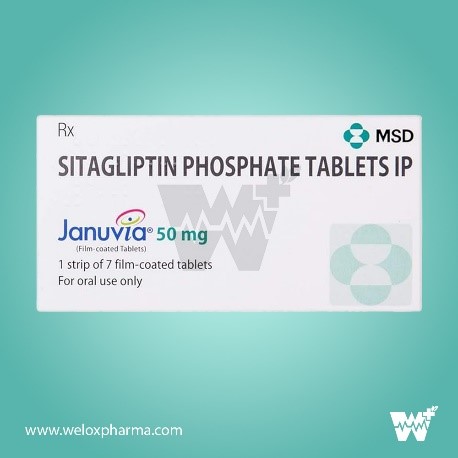 Rx
MSD
SITAGLIPTIN PHOSPHATE TABLETS IP
Januvia® 50 mg
(Film-coated Tablets)
1 strip of 7 film-coated tablets
For oral use only
W+
www.weloxpharma.com
W+